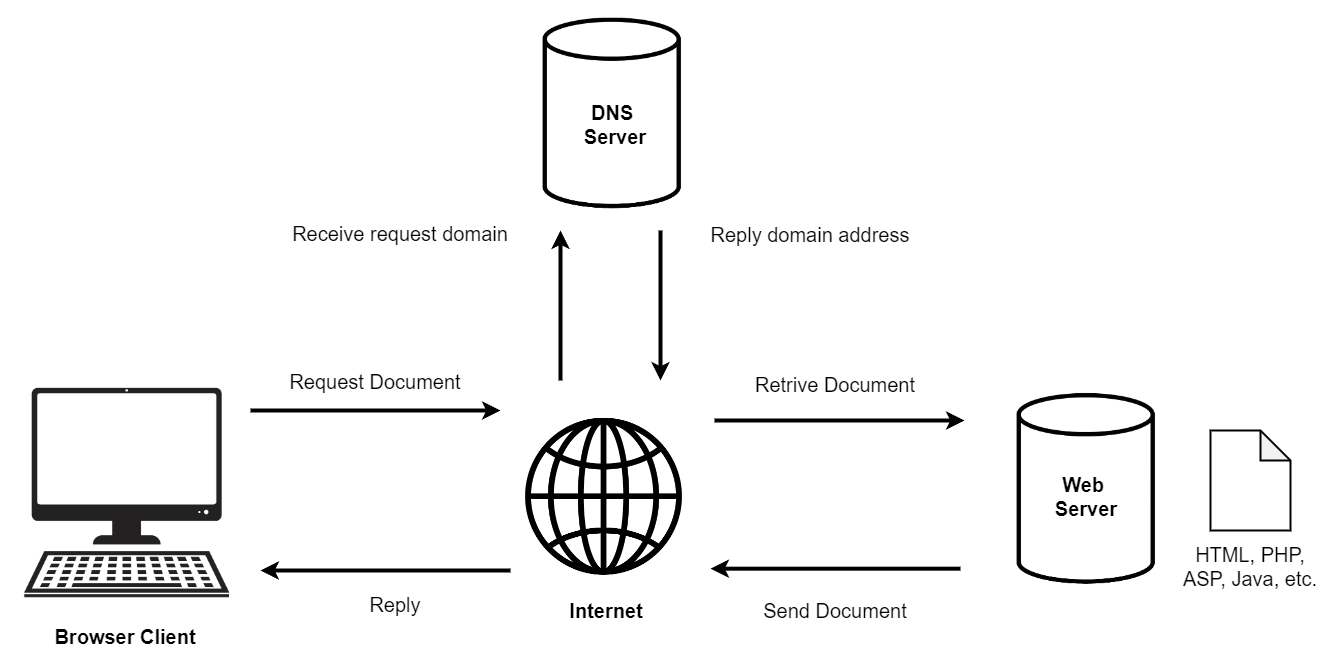 DNS
Server
Receive request domain
Reply domain address
Request Document
Retrive Document
Web
Server
HTML, PHP,
ASP, Java, etc.
Reply
Internet
Send Document
Browser Client